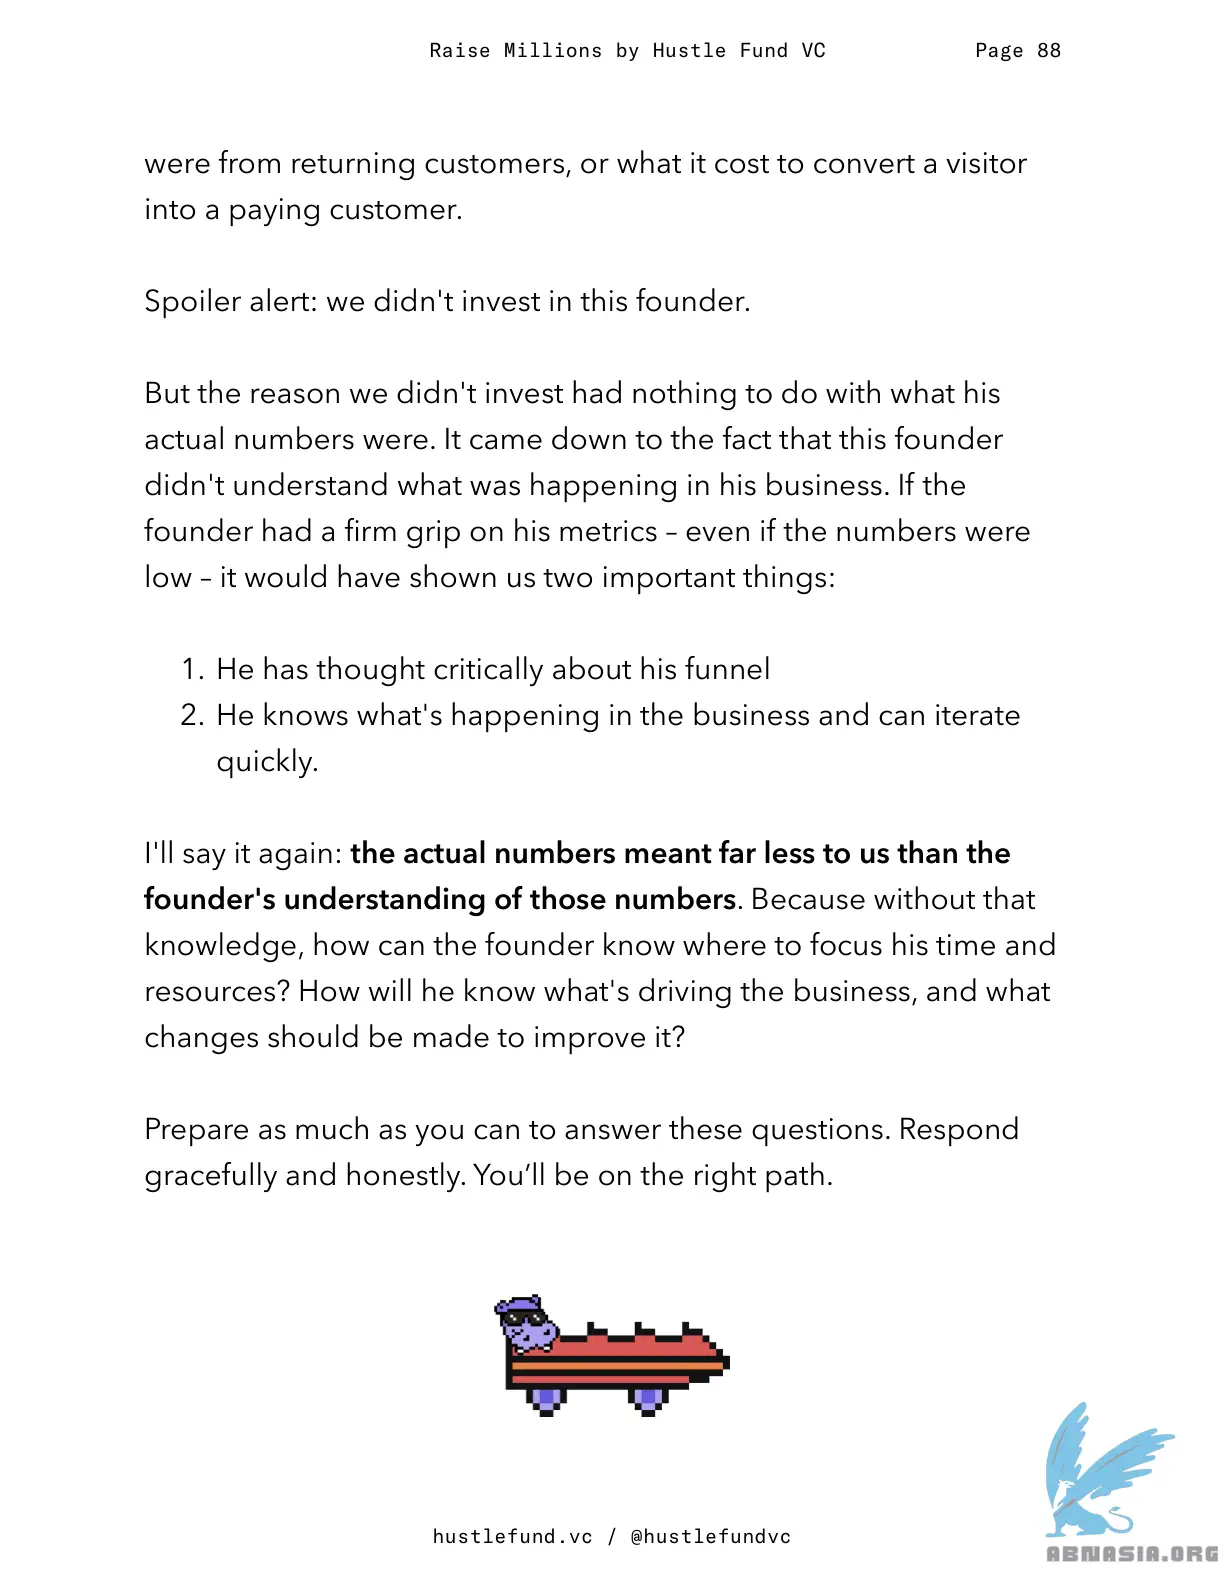 Raise Millions by Hustle Fund VC Page 88
were from returning customers, or what it cost to convert a visitor
into a paying customer.
Spoiler alert: we didn't invest in this founder.
But the reason we didn't invest had nothing to do with what his
actual numbers were. It came down to the fact that this founder
didn't understand what was happening in his business. If the
founder had a firm grip on his metrics – even if the numbers were
low – it would have shown us two important things:
1. He has thought critically about his funnel
2. He knows what's happening in the business and can iterate
quickly.
I'll say it again: the actual numbers meant far less to us than the
founder's understanding of those numbers. Because without that
knowledge, how can the founder know where to focus his time and
resources? How will he know what's driving the business, and what
changes should be made to improve it?
Prepare as much as you can to answer these questions. Respond
gracefully and honestly. You’ll be on the right path.
hustlefund.vc / @hustlefundvc
ABNASIA.ORG